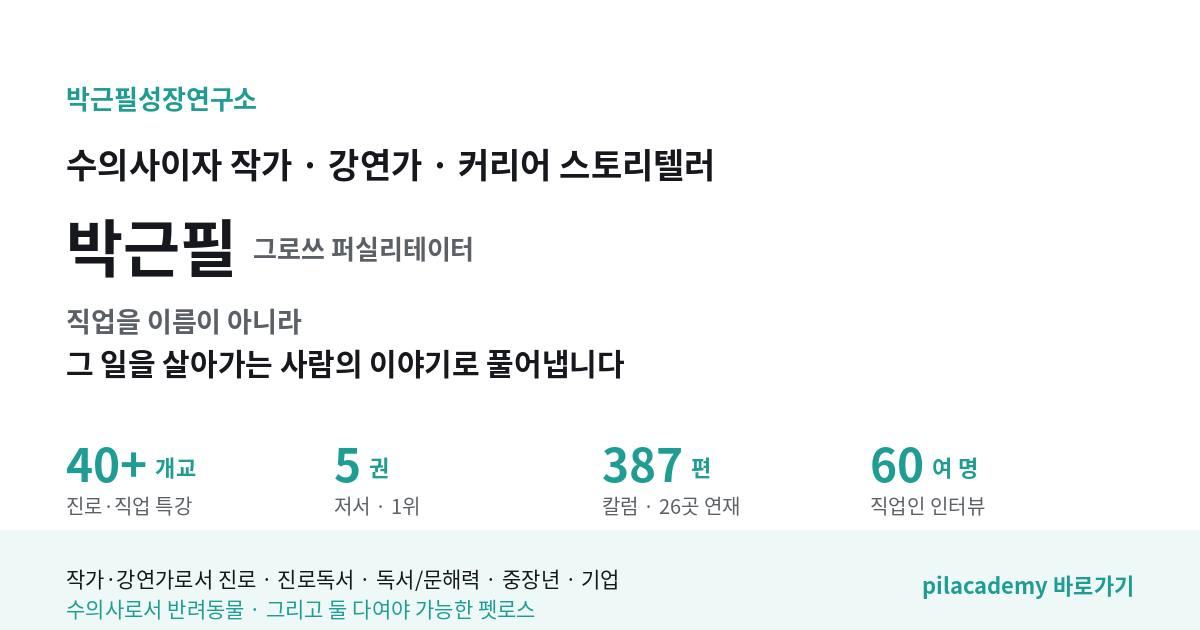 박근필성장연구소
수의사이자 작가 · 강연가 · 커리어 스토리텔러
박근필 그로쓰 퍼실리테이터
직업을 이름이 아니라
그 일을 살아가는 사람의 이야기로 풀어냅니다
40+ 개교 5 권 387 편 60 여 명
진로·직업 특강 저서 · 1위 칼럼 · 26곳 연재 직업인 인터뷰
작가·강연가로서 진로 · 진로독서 · 독서/문해력 · 중장년 · 기업
수의사로서 반려동물 · 그리고 둘 다여야 가능한 펫로스
pilacademy 바로가기